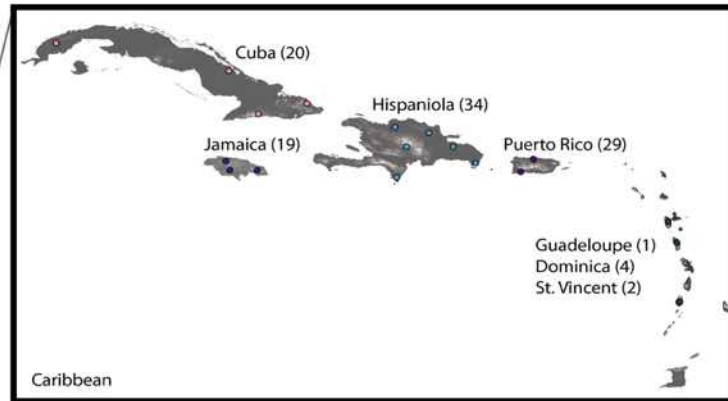 Cuba (20)
Hispaniola (34)
Jamaica (19)
Puerto Rico (29)
Guadeloupe (1)
Dominica (4)
St. Vincent (2)
Caribbean